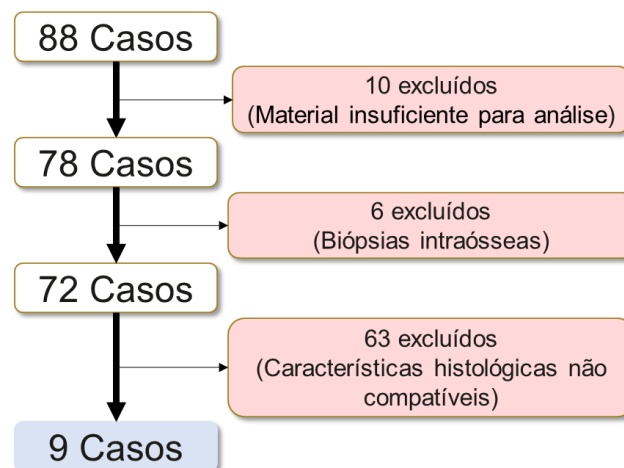 88 Casos
10 excluídos
(Material insuficiente para análise)
78 Casos
6 excluídos
(Biópsias intraósseas)
72 Casos
63 excluídos
(Características histológicas não
compatíveis)
9 Casos